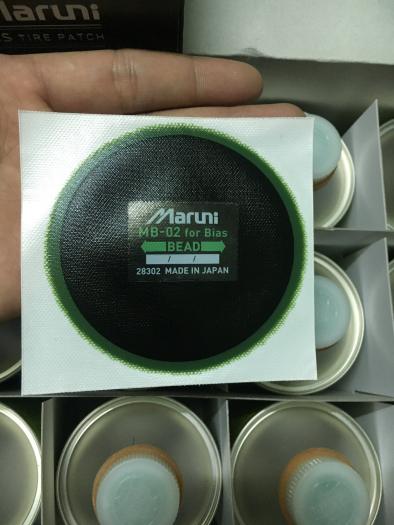 Maruni
S TIRE PATCH
Maruni
MB-02 for Bias
BEAD
/ /
28302 MADE IN JAPAN